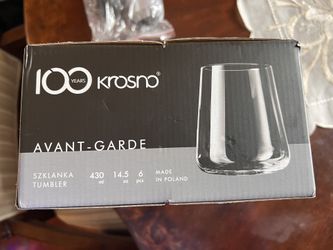 100 YEARS Krosno®
AVANT-GARDE
SZKLANKA 430 14.5 6 MADE
TUMBLER ml oz pcs IN POLAND